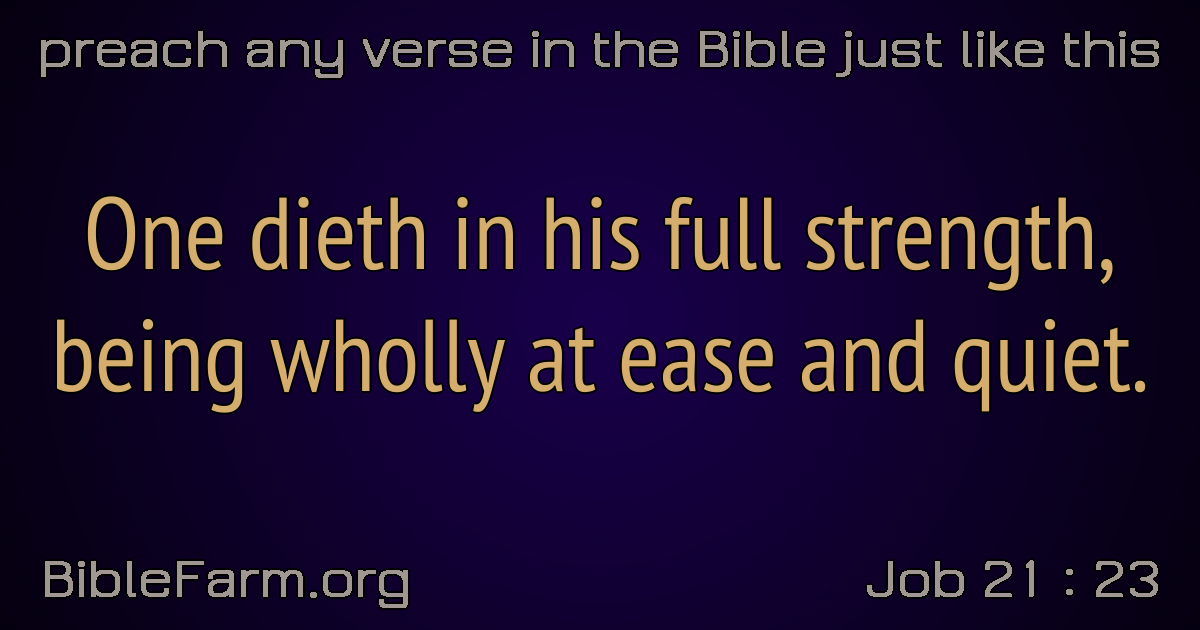 preach any verse in the Bible just like this
One dieth in his full strength,
being wholly at ease and quiet.
BibleFarm.org
Job 21 : 23